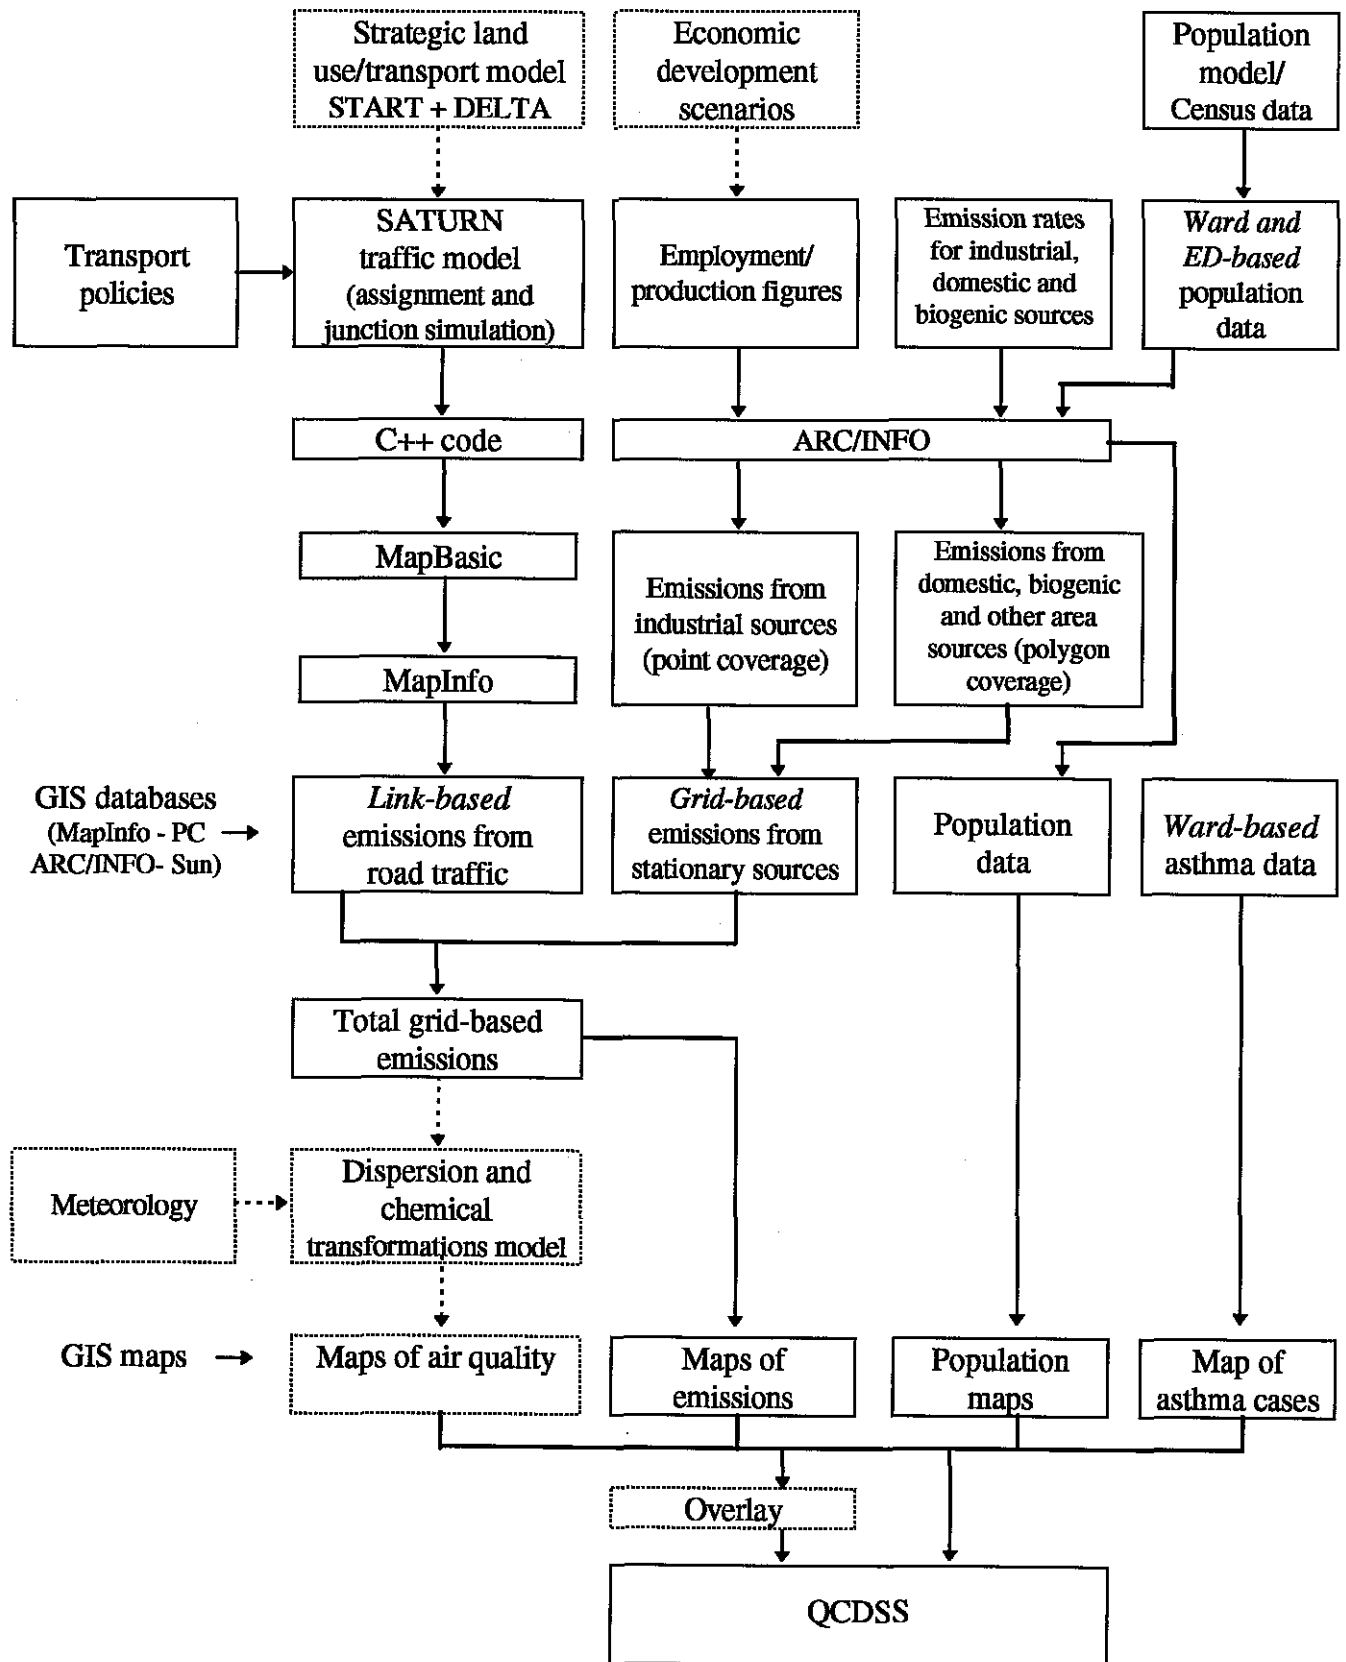 Strategic land
use/transport model
START + DELTA
Economic
development
scenarios
Population
model/
Census data
Transport
policies
SATURN
traffic model
(assignment and
junction simulation)
Employment/
production figures
Emission rates
for industrial,
domestic and
biogenic sources
Ward and
ED-based
population
data
C++ code
ARC/INFO
MapBasic
Emissions from
industrial sources
(point coverage)
Emissions from
domestic, biogenic
and other area
sources (polygon
coverage)
MapInfo
GIS databases
(MapInfo - PC
ARC/INFO- Sun)
Link-based
emissions from
road traffic
Grid-based
emissions from
stationary sources
Population
data
Ward-based
asthma data
Total grid-based
emissions
Meteorology
Dispersion and
chemical
transformations model
GIS maps
Maps of air quality
Maps of
emissions
Population
maps
Map of
asthma cases
Overlay
QCDSS